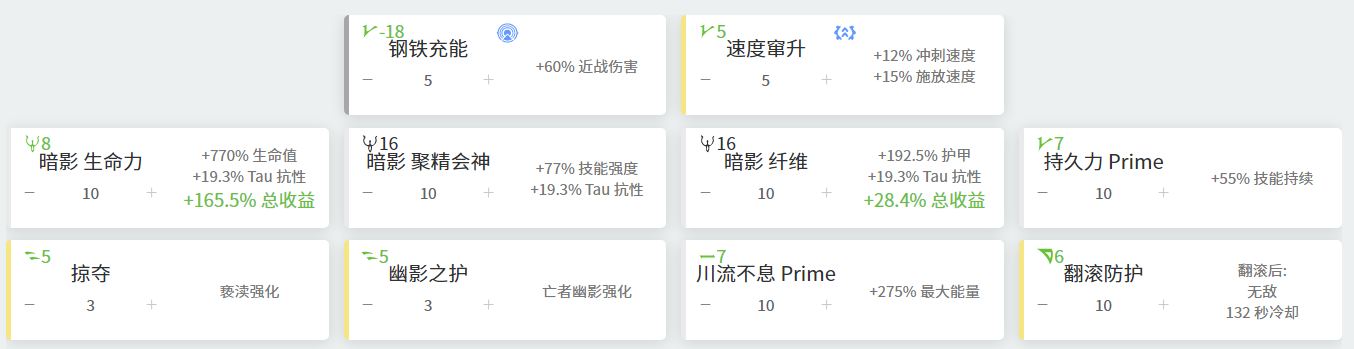 -18
钢铁充能
− 5 +
+60% 近战伤害
5
速度窜升
− 5 +
+12% 冲刺速度
+15% 施放速度
8
暗影 生命力
− 10 +
+770% 生命值
+19.3% Tau 抗性
+165.5% 总收益
16
暗影 聚精会神
− 10 +
+77% 技能强度
+19.3% Tau 抗性
16
暗影 纤维
− 10 +
+192.5% 护甲
+19.3% Tau 抗性
+28.4% 总收益
7
持久力 Prime
− 10 +
+55% 技能持续
5
掠夺
− 3 +
亵渎强化
5
幽影之护
− 3 +
亡者幽影强化
7
川流不息 Prime
− 10 +
+275% 最大能量
6
翻滚防护
− 10 +
翻滚后:
无敌
132 秒冷却